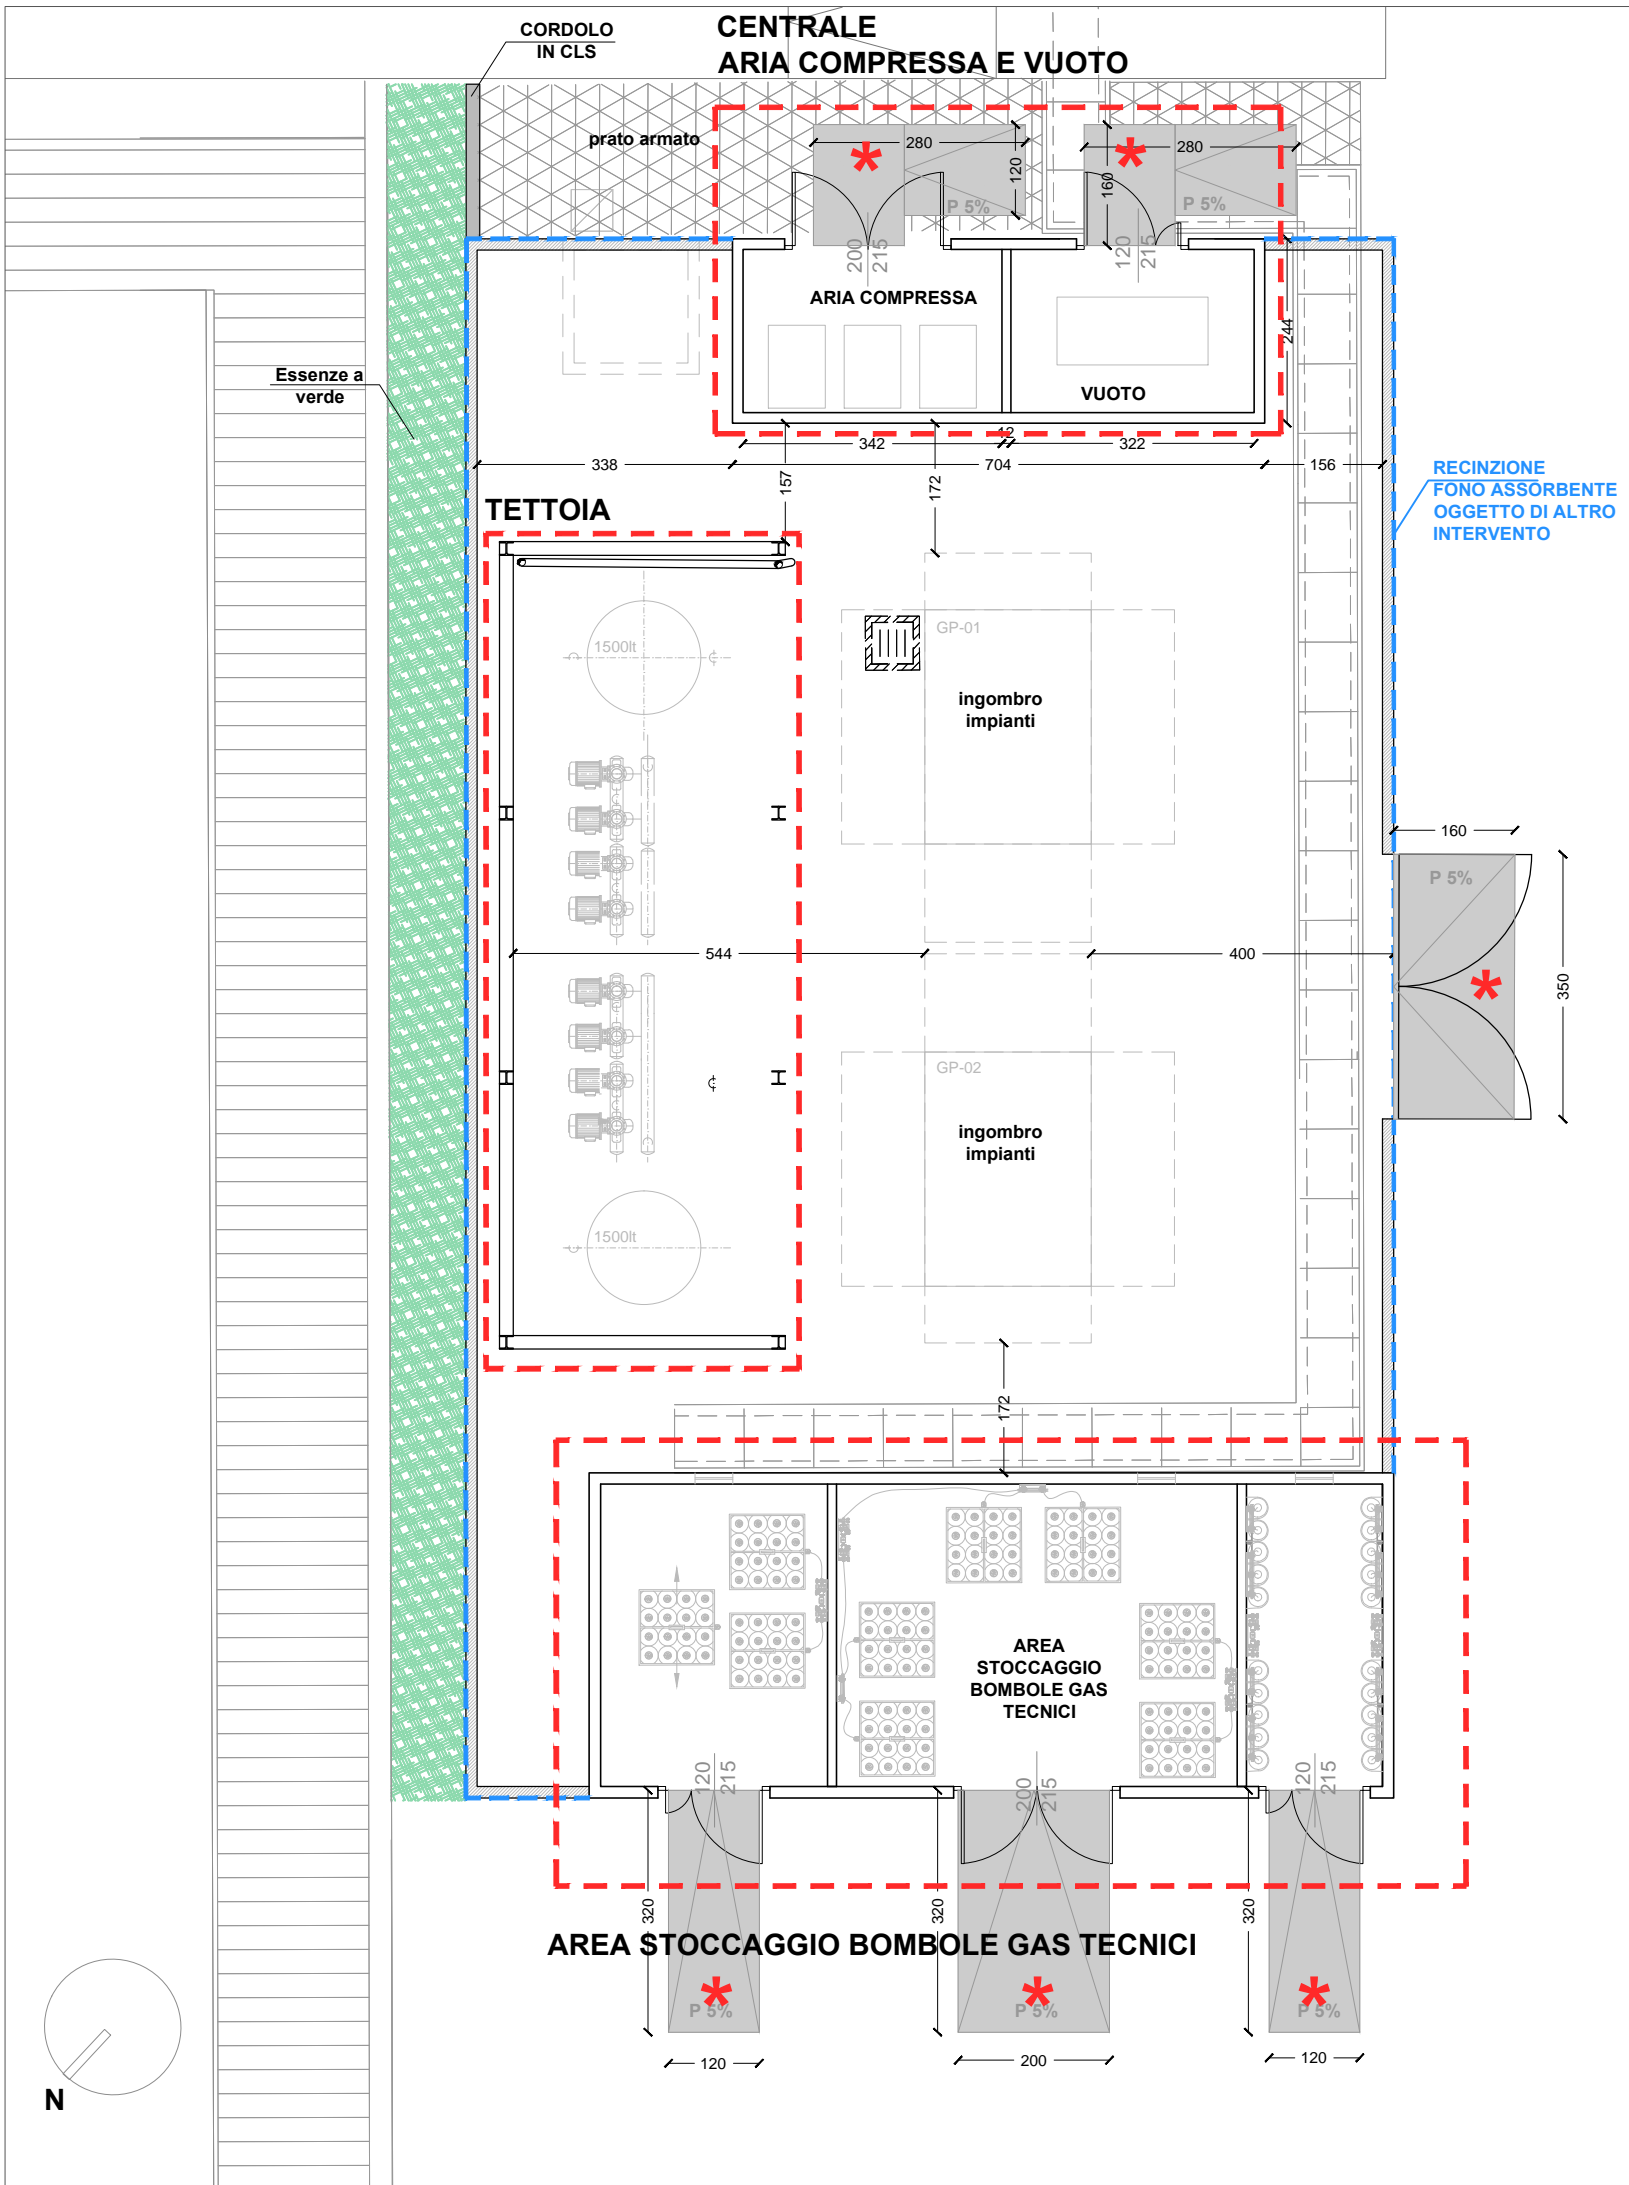 CORDOLO
IN CLS
CENTRALE
ARIA COMPRESSA E VUOTO
prato armato
280
120
P 5%
160
280
P 5%
200
215
120
215
ARIA COMPRESSA
VUOTO
244
Essenze a
verde
342
12
322
338
704
156
157
172
RECINZIONE
FONO ASSORBENTE
OGGETTO DI ALTRO
INTERVENTO
TETTOIA
1500lt
GP-01
ingombro
impianti
160
P 5%
350
544
400
GP-02
ingombro
impianti
1500lt
172
AREA
STOCCAGGIO
BOMBOLE GAS
TECNICI
120
215
200
215
120
215
320
320
320
AREA STOCCAGGIO BOMBOLE GAS TECNICI
P 5%
P 5%
P 5%
120
200
120
N